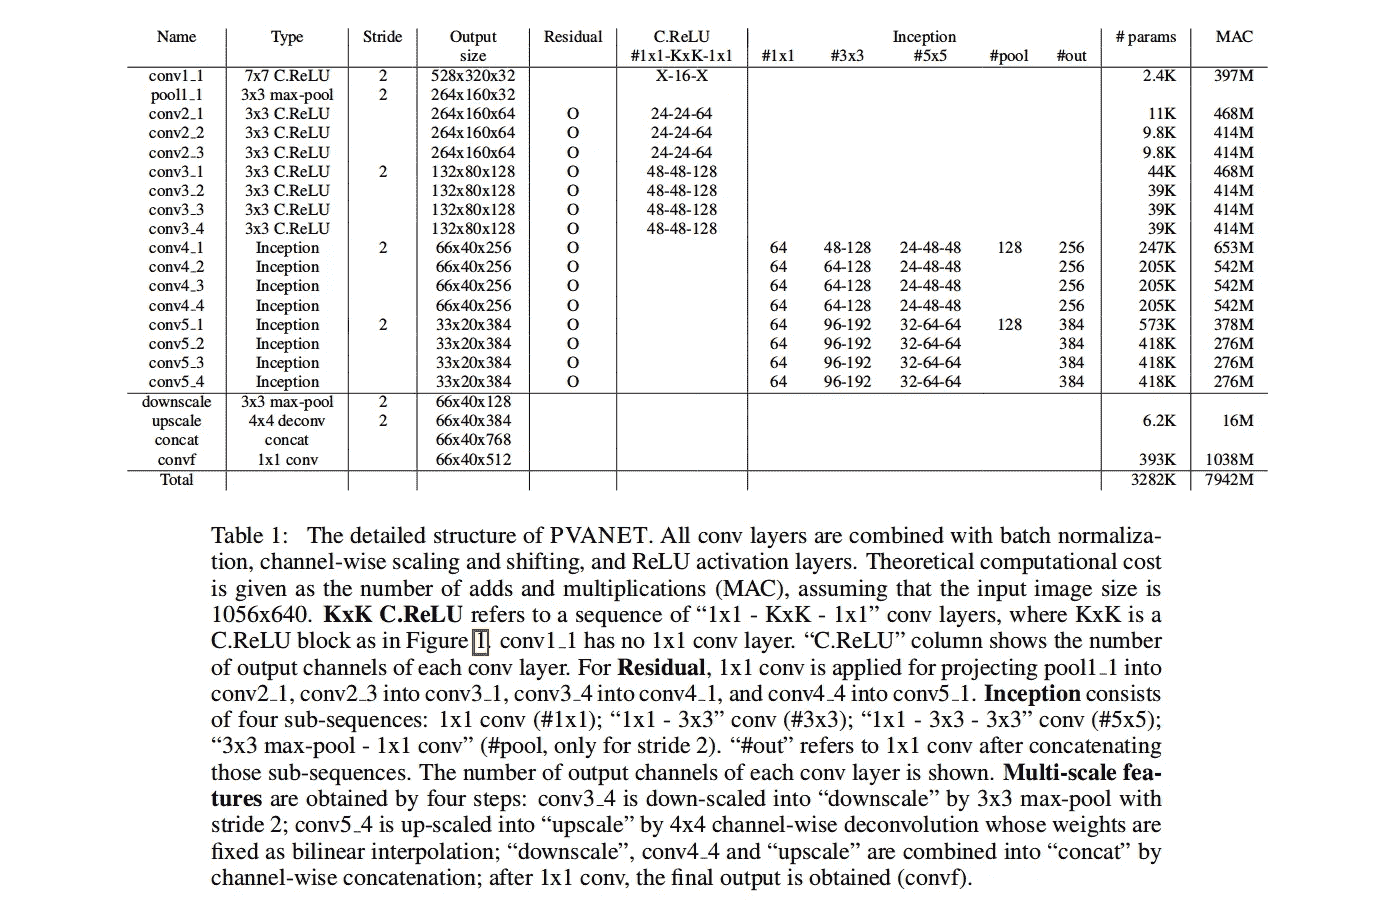 Name Type Stride Output Residual C.ReLU Inception # params MAC
size #1x1-KxK-1x1 #1x1 #3x3 #5x5 #pool #out
conv1_1 7x7 C.ReLU 2 528x320x32 X-16-X 2.4K 397M
pool1_1 3x3 max-pool 2 264x160x32
conv2_1 3x3 C.ReLU 264x160x64 O 24-24-64 11K 468M
conv2_2 3x3 C.ReLU 264x160x64 O 24-24-64 9.8K 414M
conv2_3 3x3 C.ReLU 264x160x64 O 24-24-64 9.8K 414M
conv3_1 3x3 C.ReLU 2 132x80x128 O 48-48-128 44K 468M
conv3_2 3x3 C.ReLU 132x80x128 O 48-48-128 39K 414M
conv3_3 3x3 C.ReLU 132x80x128 O 48-48-128 39K 414M
conv3_4 3x3 C.ReLU 132x80x128 O 48-48-128 39K 414M
conv4_1 Inception 2 66x40x256 O 64 48-128 24-48-48 128 256 247K 653M
conv4_2 Inception 66x40x256 O 64 64-128 24-48-48 256 205K 542M
conv4_3 Inception 66x40x256 O 64 64-128 24-48-48 256 205K 542M
conv4_4 Inception 66x40x256 O 64 64-128 24-48-48 256 205K 542M
conv5_1 Inception 2 33x20x384 O 64 96-192 32-64-64 128 384 573K 378M
conv5_2 Inception 33x20x384 O 64 96-192 32-64-64 384 418K 276M
conv5_3 Inception 33x20x384 O 64 96-192 32-64-64 384 418K 276M
conv5_4 Inception 33x20x384 O 64 96-192 32-64-64 384 418K 276M
downscale 3x3 max-pool 2 66x40x128
upscale 4x4 deconv 2 66x40x384 6.2K 16M
concat concat 66x40x768
convf 1x1 conv 66x40x512 393K 1038M
Total 3282K 7942M
Table 1: The detailed structure of PVANET. All conv layers are combined with batch normaliza-
tion, channel-wise scaling and shifting, and ReLU activation layers. Theoretical computational cost
is given as the number of adds and multiplications (MAC), assuming that the input image size is
1056x640. KxK C.ReLU refers to a sequence of “1x1 - KxK - 1x1” conv layers, where KxK is a
C.ReLU block as in Figure 1. conv1_1 has no 1x1 conv layer. “C.ReLU” column shows the number
of output channels of each conv layer. For Residual, 1x1 conv is applied for projecting pool1_1 into
conv2_1, conv2_3 into conv3_1, conv3_4 into conv4_1, and conv4_4 into conv5_1. Inception consists
of four sub-sequences: 1x1 conv (#1x1); “1x1 - 3x3” conv (#3x3); “1x1 - 3x3 - 3x3” conv (#5x5);
“3x3 max-pool - 1x1 conv” (#pool, only for stride 2). “#out” refers to 1x1 conv after concatenating
those sub-sequences. The number of output channels of each conv layer is shown. Multi-scale fea-
tures are obtained by four steps: conv3_4 is down-scaled into “downscale” by 3x3 max-pool with
stride 2; conv5_4 is up-scaled into “upscale” by 4x4 channel-wise deconvolution whose weights are
fixed as bilinear interpolation; “downscale”, conv4_4 and “upscale” are combined into “concat” by
channel-wise concatenation; after 1x1 conv, the final output is obtained (convf).